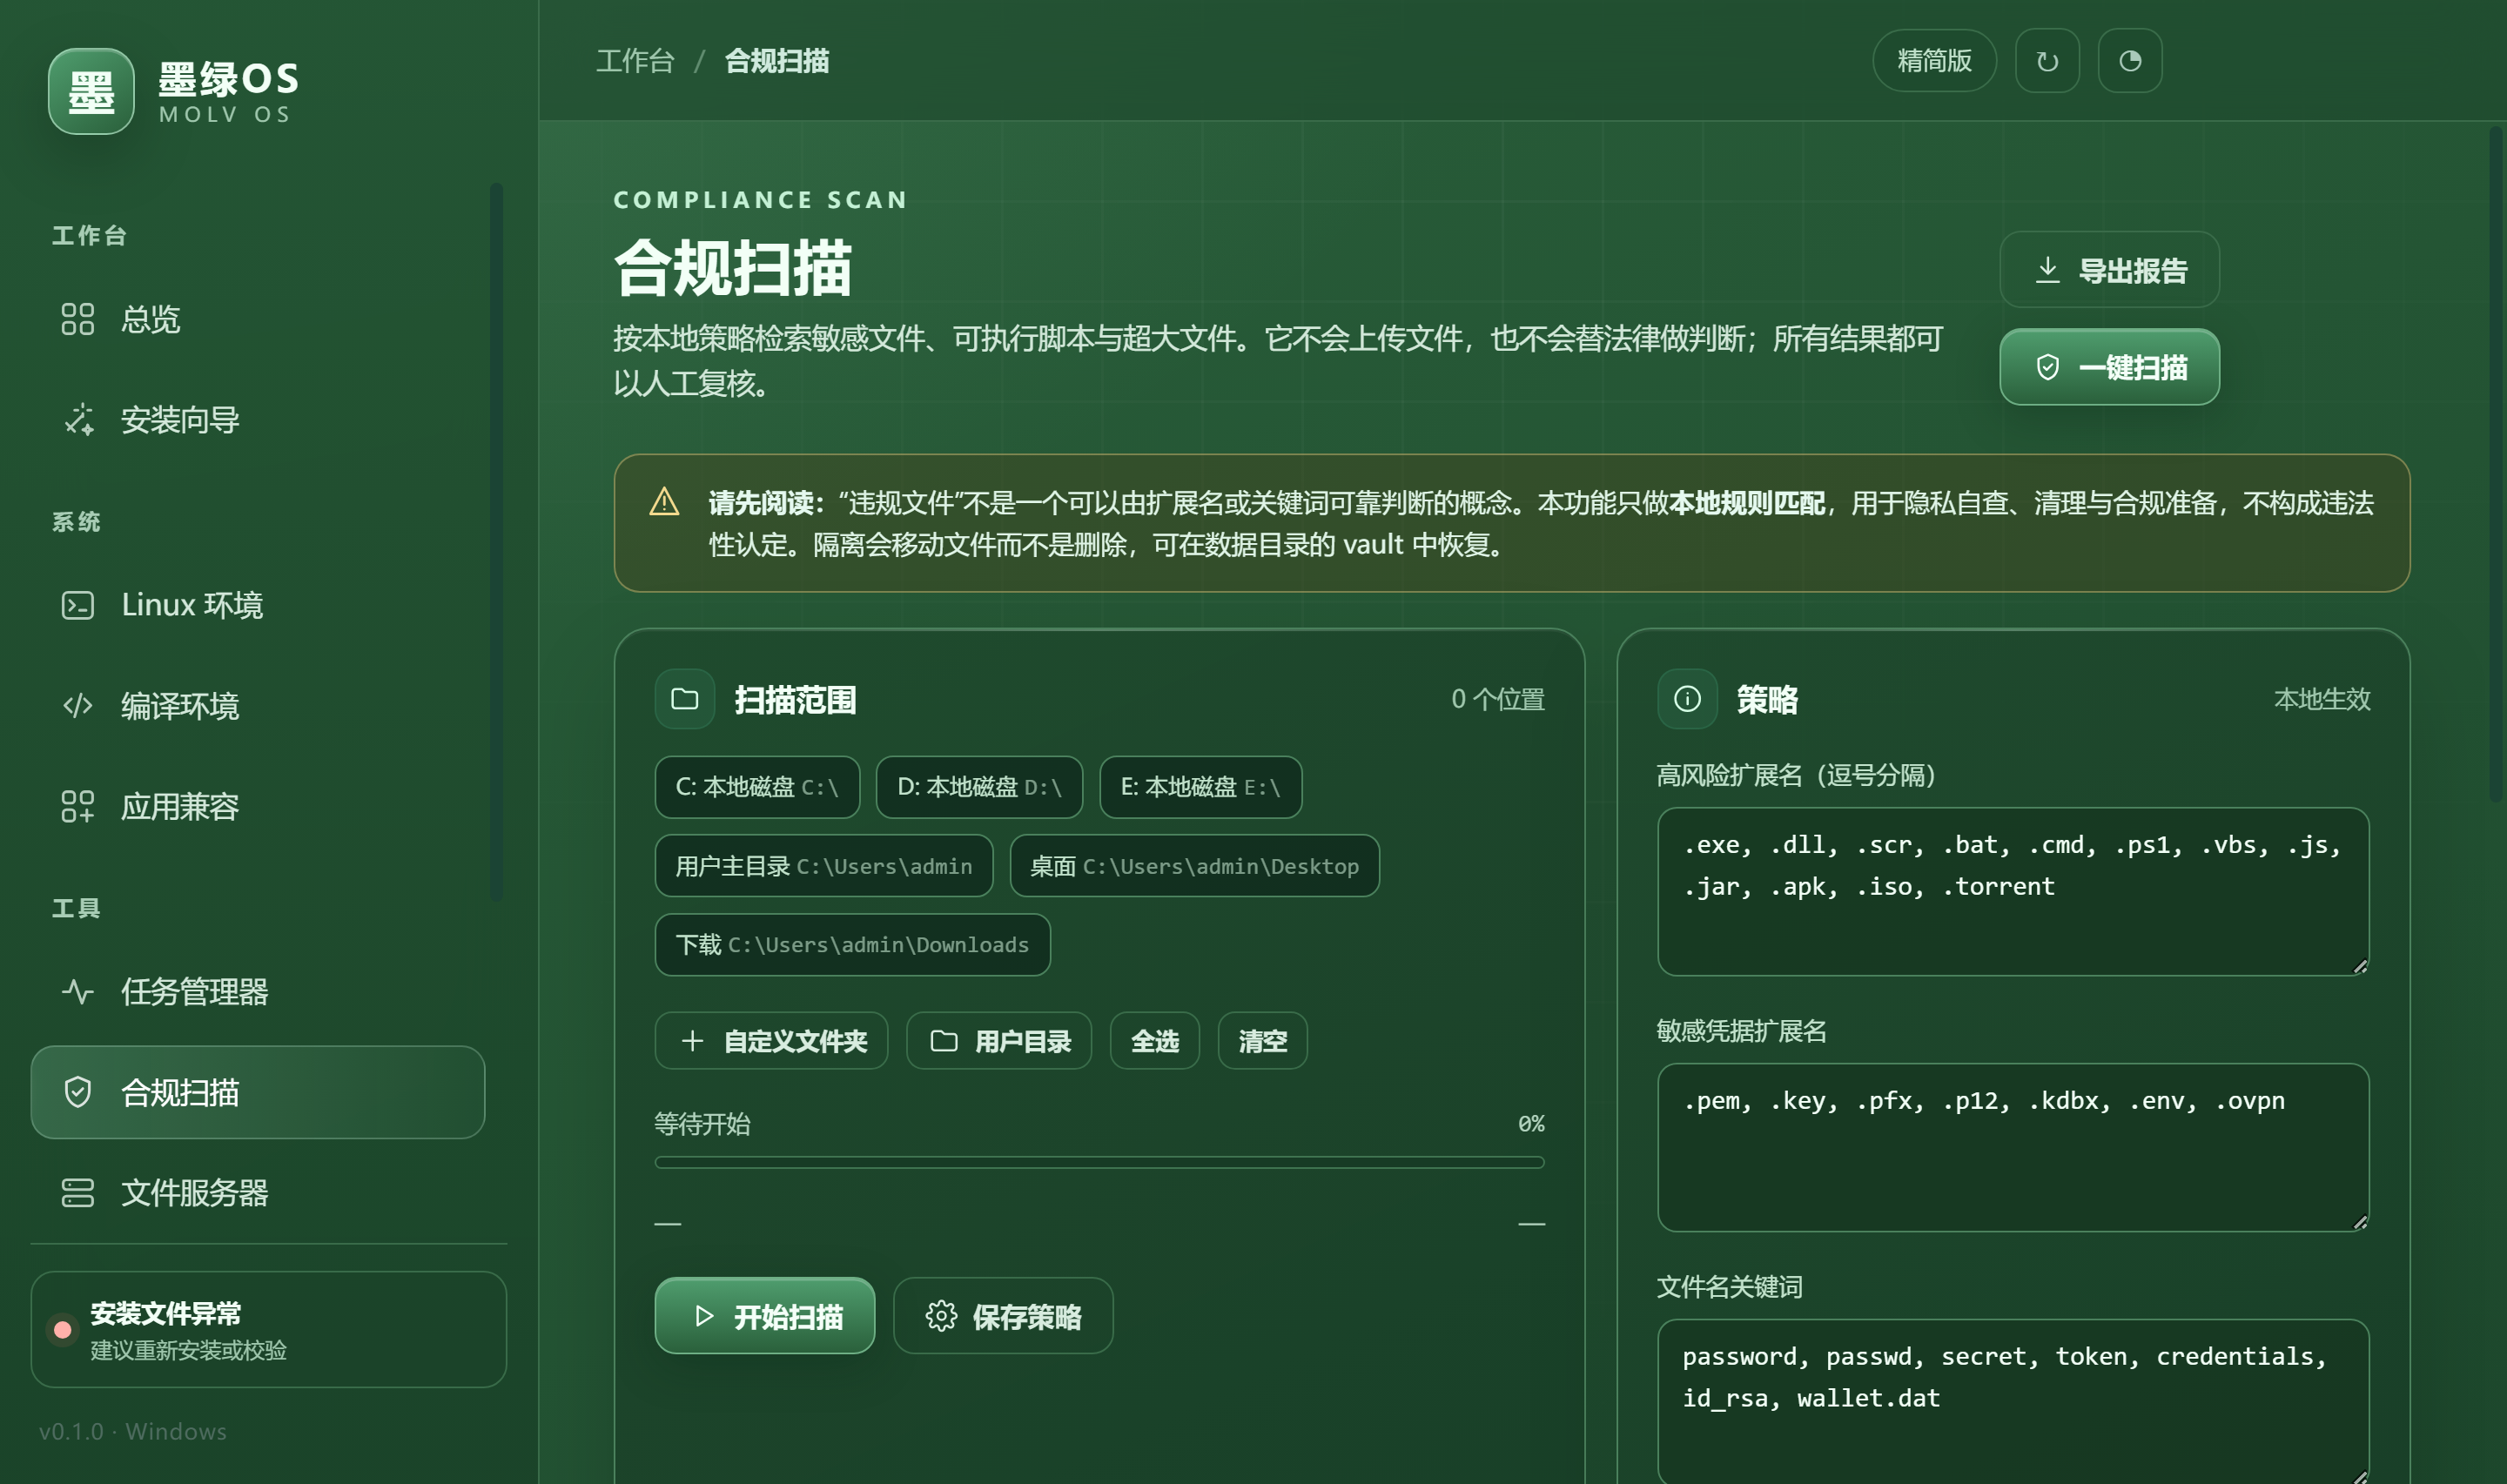 墨
墨绿OS
MOLV OS
工作台
总览
安装向导
系统
Linux 环境
编译环境
应用兼容
工具
任务管理器
合规扫描
文件服务器
安装文件异常
建议重新安装或校验
v0.1.0 · Windows
工作台 / 合规扫描
精简版
COMPLIANCE SCAN
合规扫描
按本地策略检索敏感文件、可执行脚本与超大文件。它不会上传文件，也不会替法律做判断；所有结果都可
以人工复核。
导出报告
一键扫描
请先阅读：“违规文件”不是一个可以由扩展名或关键词可靠判断的概念。本功能只做本地规则匹配，用于隐私自查、清理与合规准备，不构成违法
性认定。隔离会移动文件而不是删除，可在数据目录的 vault 中恢复。
扫描范围
0 个位置
C: 本地磁盘 C:\
D: 本地磁盘 D:\
E: 本地磁盘 E:\
用户主目录 C:\Users\admin
桌面 C:\Users\admin\Desktop
下载 C:\Users\admin\Downloads
自定义文件夹
用户目录
全选
清空
等待开始
0%
—
—
开始扫描
保存策略
策略
本地生效
高风险扩展名（逗号分隔）
.exe, .dll, .scr, .bat, .cmd, .ps1, .vbs, .js,
.jar, .apk, .iso, .torrent
敏感凭据扩展名
.pem, .key, .pfx, .p12, .kdbx, .env, .ovpn
文件名关键词
password, passwd, secret, token, credentials,
id_rsa, wallet.dat